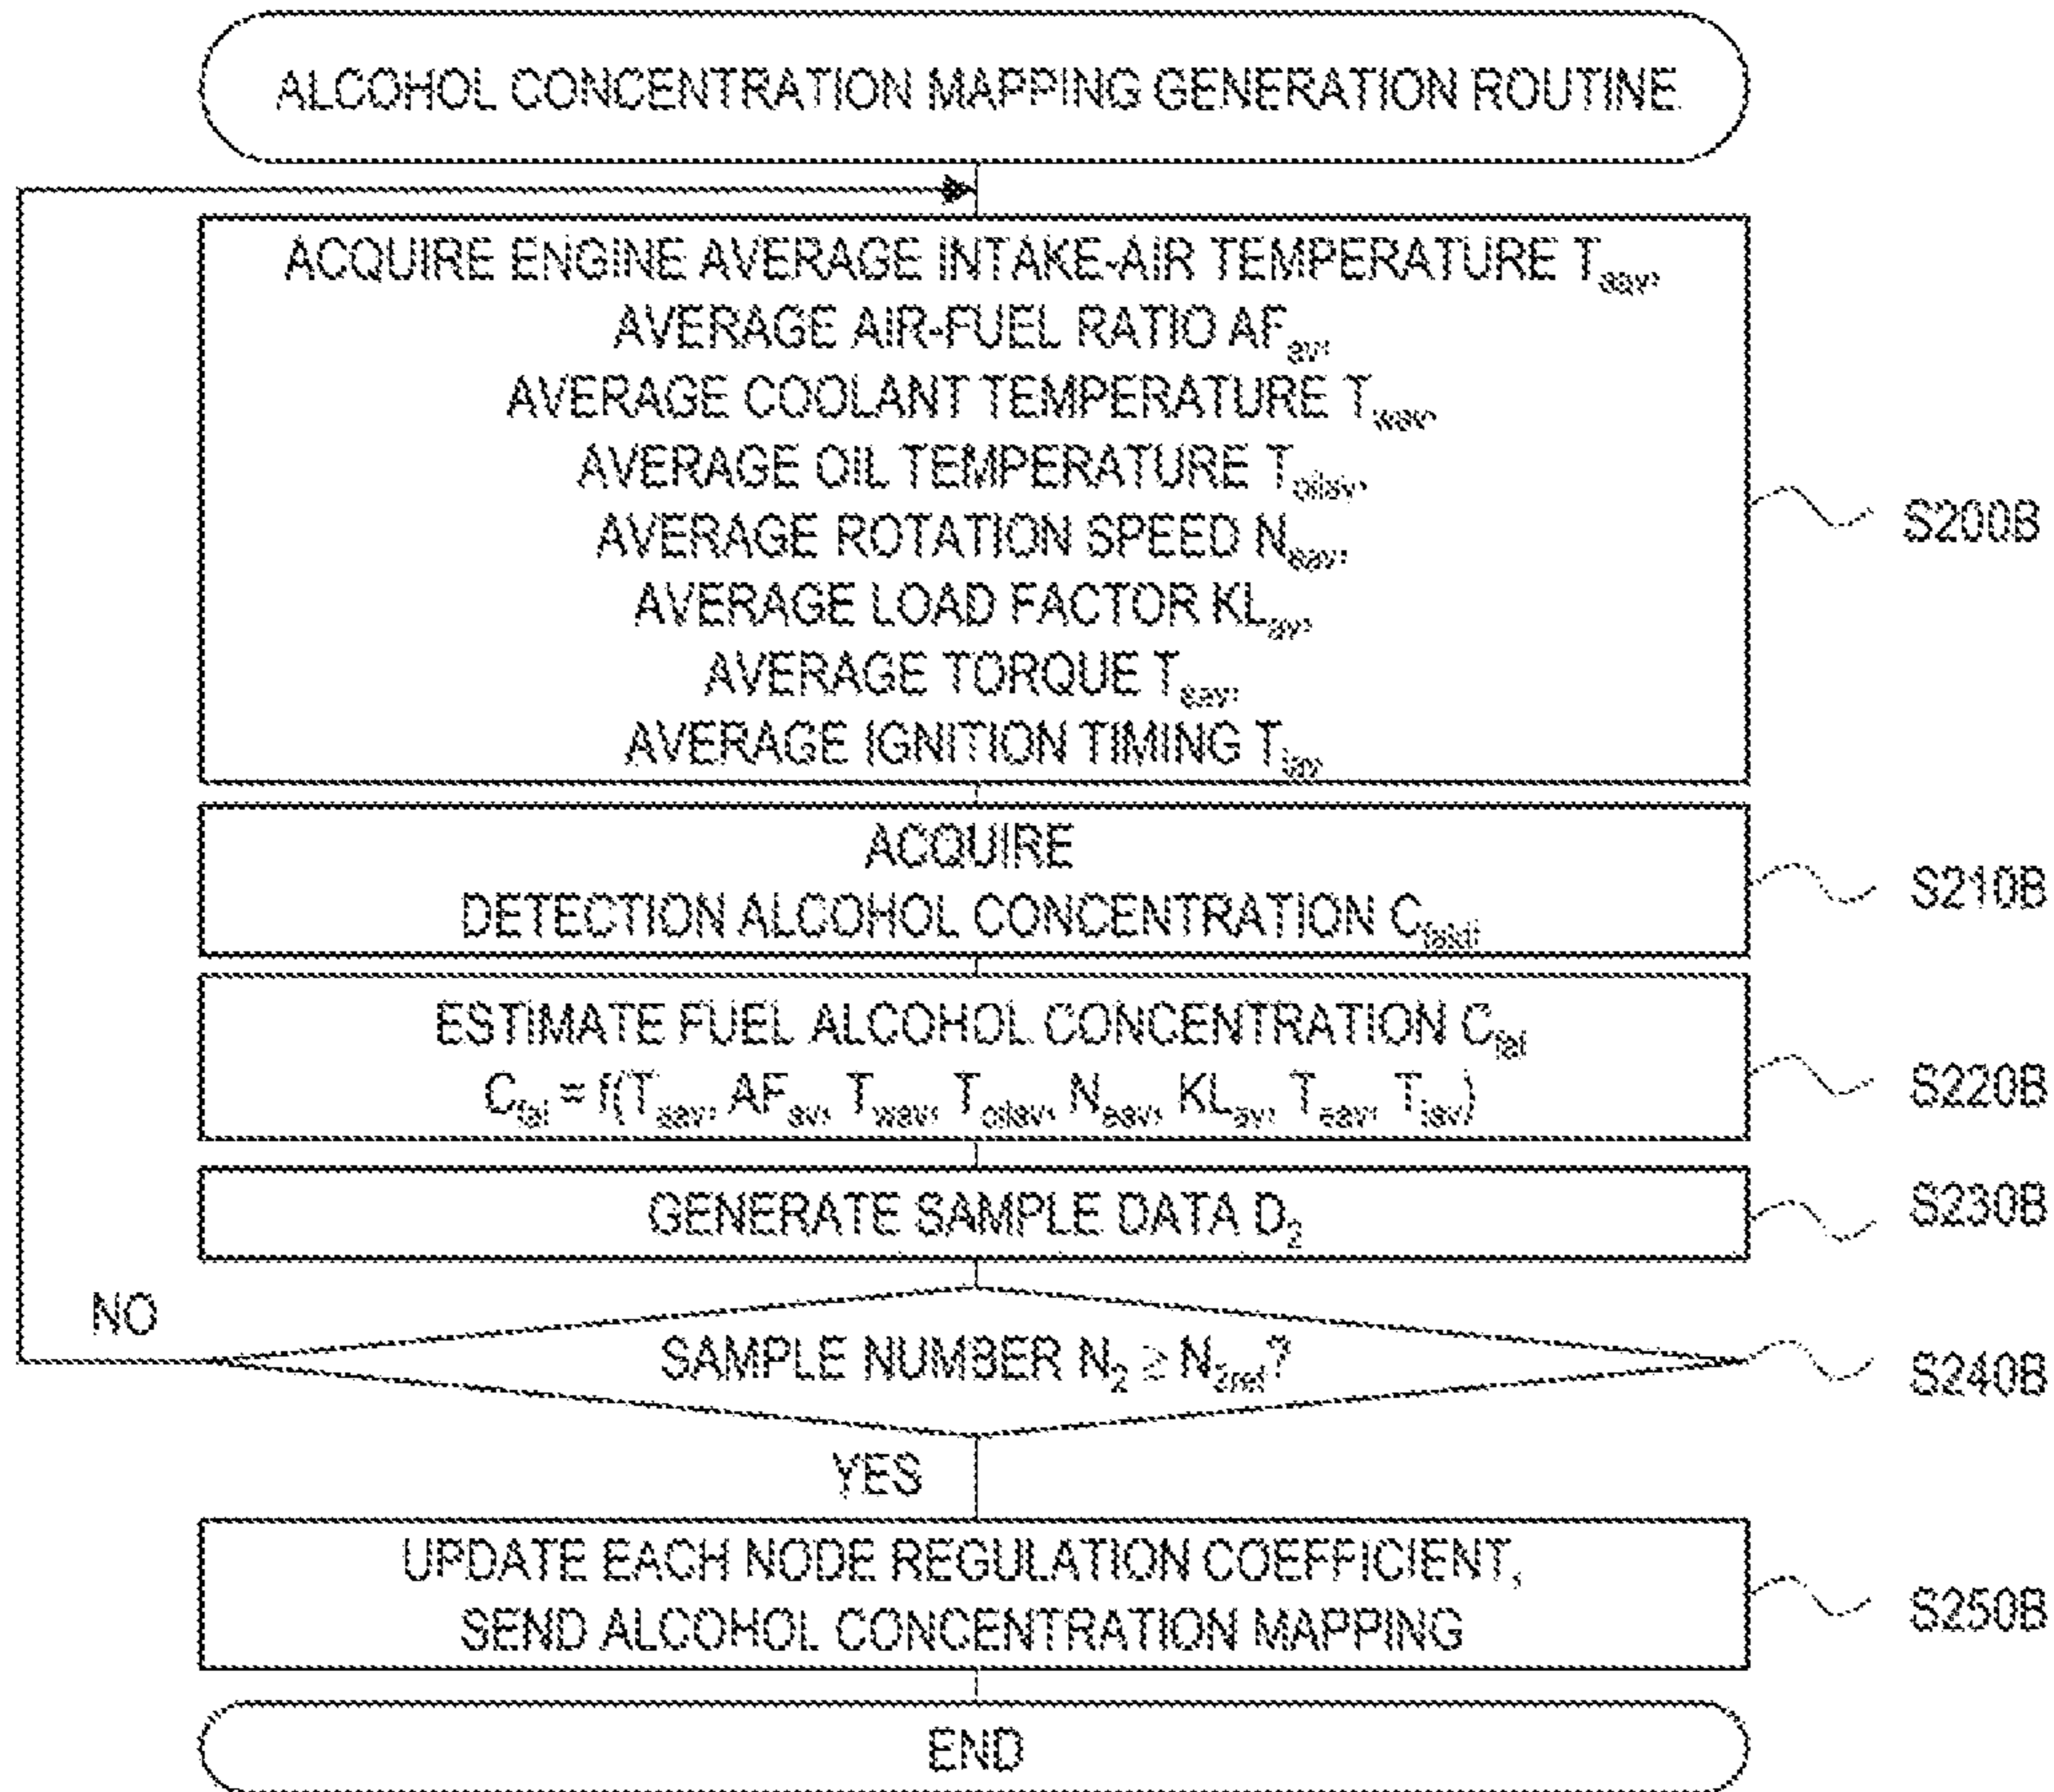 ALCOHOL CONCENTRATION MAPPING GENERATION ROUTINE
ACQUIRE ENGINE AVERAGE INTAKE-AIR TEMPERATURE Taav,
AVERAGE AIR-FUEL RATIO AFav,
AVERAGE COOLANT TEMPERATURE Twav,
AVERAGE OIL TEMPERATURE Toilav,
AVERAGE ROTATION SPEED Neav,
AVERAGE LOAD FACTOR KLav,
AVERAGE TORQUE Teav,
AVERAGE IGNITION TIMING Tiav
S200B
ACQUIRE
DETECTION ALCOHOL CONCENTRATION
S210B
ESTIMATE FUEL ALCOHOL CONCENTRATION Cfal
Cfal = f(Taav, AFav, Twav, Toilav, Neav, KLav, Teav, Tiav)
S220B
GENERATE SAMPLE DATA D2
S230B
NO
SAMPLE NUMBER N2 ≥ N2ref?
S240B
YES
UPDATE EACH NODE REGULATION COEFFICIENT,
SEND ALCOHOL CONCENTRATION MAPPING
S250B
END